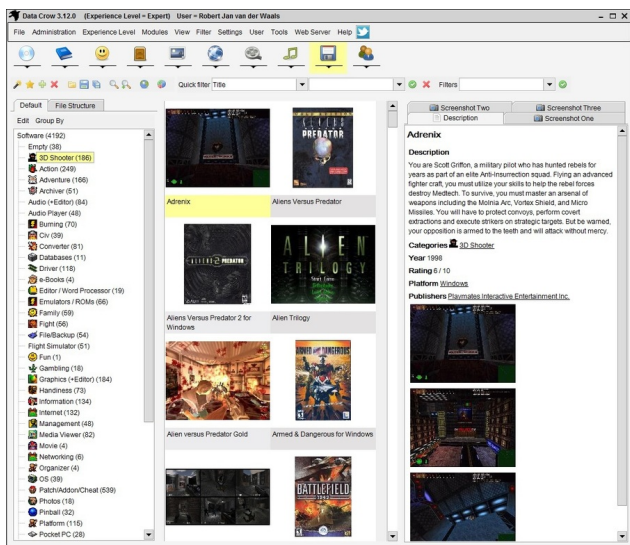 Data Crow 3.12.0 (Experience Level = Expert) User = Robert Jan van der Waals
File Administration Experience Level Modules View Filter Settings User Tools Web Server Help
Quick filter Title Filters
Default File Structure
Edit Group By
Software (4192)
Empty (38)
3D Shooter (186)
Action (249)
Adventure (166)
Archiver (51)
Audio (+Editor) (84)
Audio Player (48)
Burning (70)
Civ (39)
Converter (81)
Databases (11)
Driver (118)
e-Books (4)
Editor / Word Processor (19)
Emulators / ROMs (66)
Family (59)
Fight (56)
File/Backup (54)
Flight Simulator (51)
Fun (1)
Gambling (18)
Graphics (+Editor) (184)
Handiness (73)
Information (134)
Internet (132)
Management (48)
Media Viewer (82)
Movie (4)
Networking (6)
Organizer (4)
OS (39)
Patch/Addon/Cheat (539)
Photos (18)
Pinball (32)
Platform (115)
Pocket PC (28)
ALIENS
PREDATOR
Adrenix
Aliens Versus Predator
ALIENS 2 PREDATOR
ALIEN
TRILOGY
Aliens Versus Predator 2 for Windows
Alien Trilogy
ARMED AND DANGEROUS
Alien versus Predator Gold
Armed & Dangerous for Windows
BATTLEFIELD
1942
Screenshot Two
Screenshot Three
Description
Screenshot One
Adrenix
Description
You are Scott Griffon, a military pilot who has hunted rebels for
years as part of an elite Anti-Insurrection squad. Flying an advanced
fighter craft, you must utilize your skills to help the rebel forces
destroy Medtech. To survive, you must master an arsenal of
weapons including the Molnia Arc, Vortex Shield, and Micro
Missiles. You will have to protect convoys, perform covert
extractions and execute strikers on strategic targets. But be warned,
your opposition is armed to the teeth and will attack without mercy.
Categories 3D Shooter
Year 1998
Rating 6 / 10
Platform Windows
Publishers Playmates Interactive Entertainment Inc.